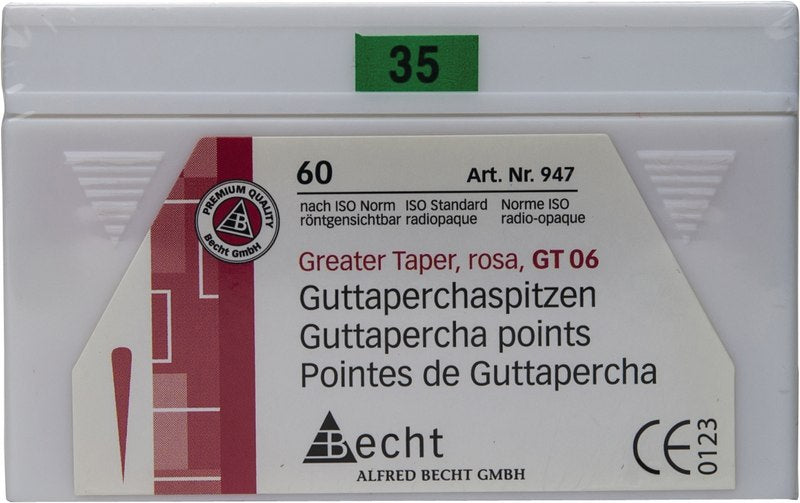 35
60
Art. Nr. 947
nach ISO Norm ISO Standard Norme ISO
röntgensichtbar radiopaque radio-opaque
PREMIUM QUALITY
B
Becht GmbH
Greater Taper, rosa, GT 06
Guttaperchaspitzen
Guttapercha points
Pointes de Guttapercha
Becht
ALFRED BECHT GMBH
CE 0123